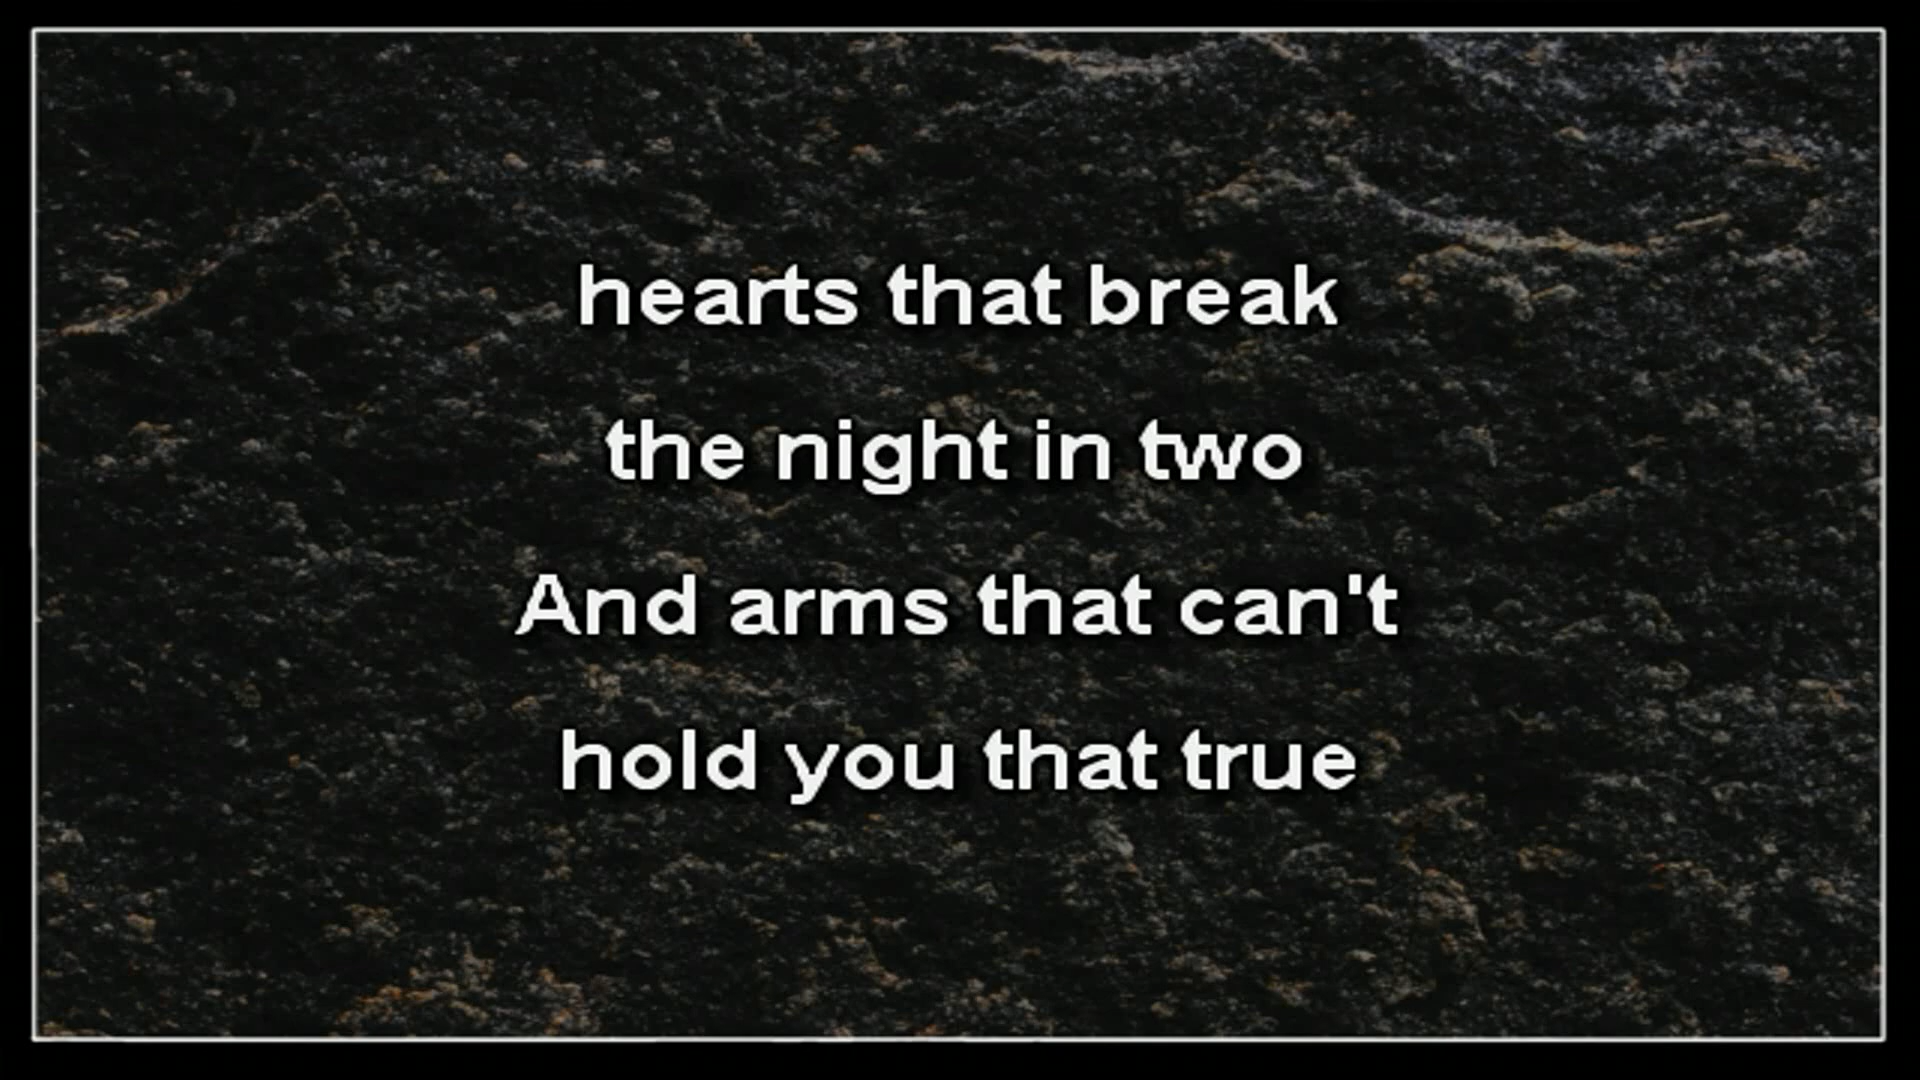 hearts that break
the night in two
And arms that can't
hold you that true